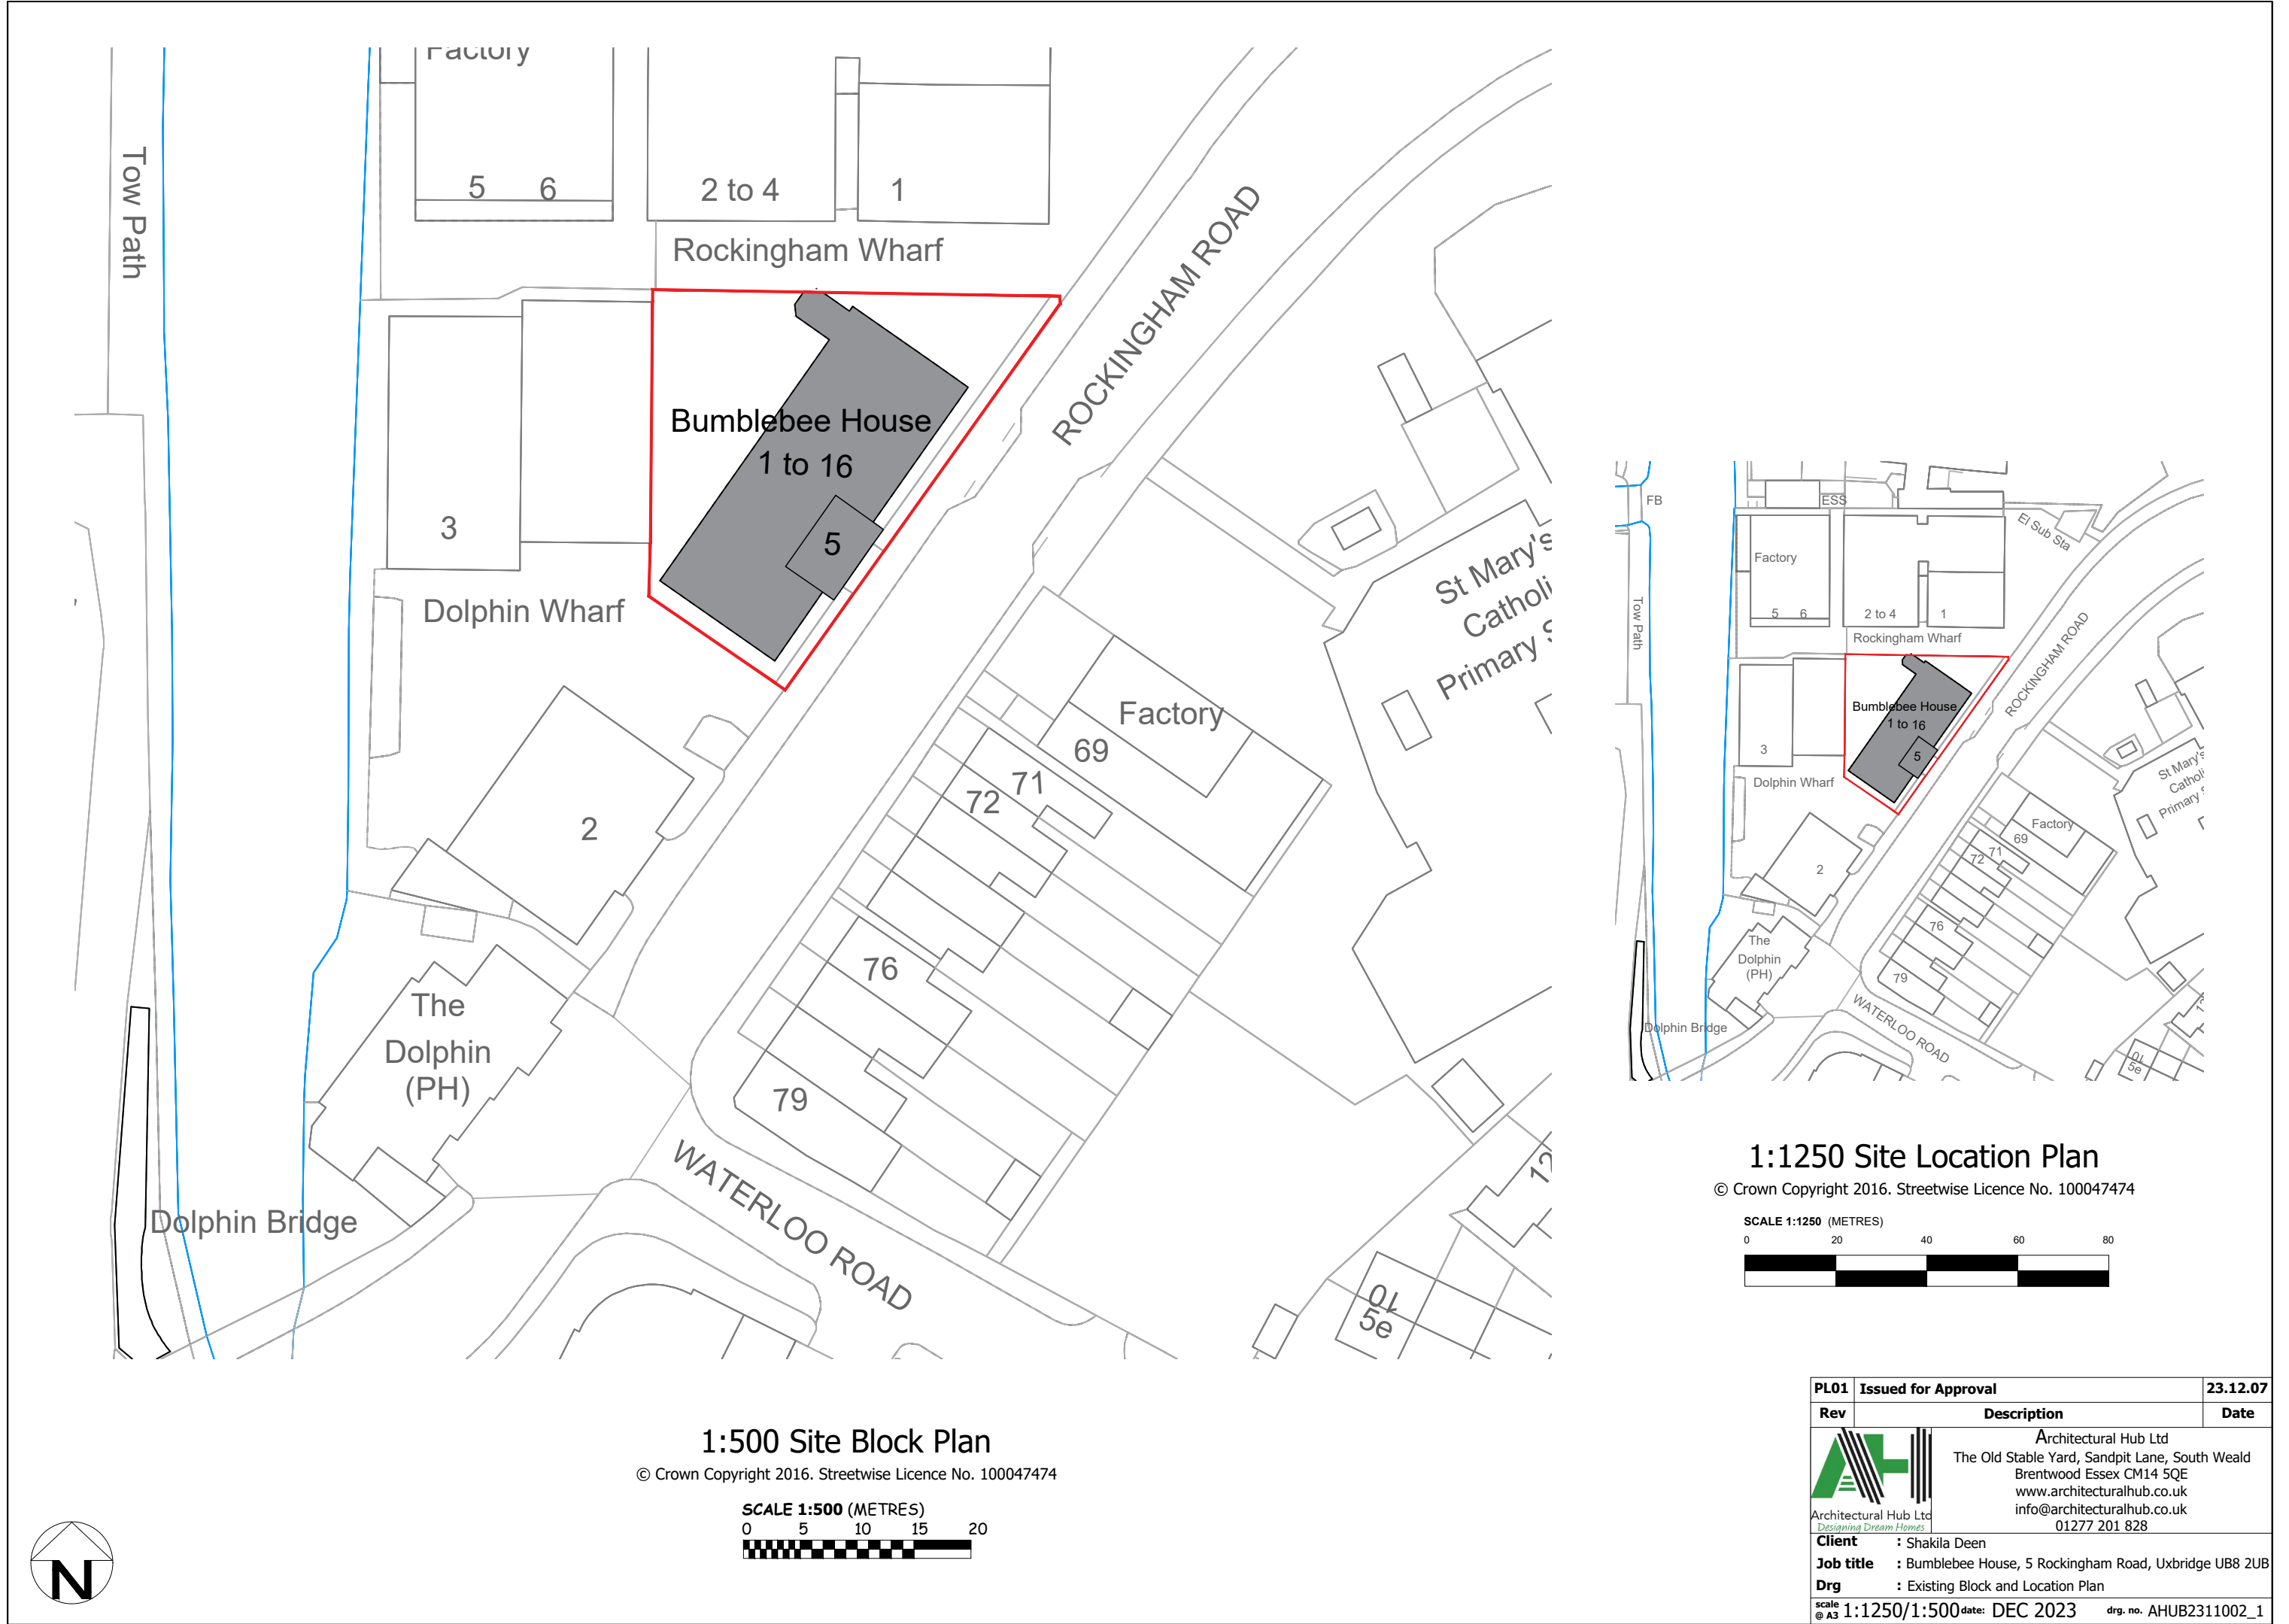 Factory
5 6
2 to 4
1
Tow Path
Rockingham Wharf
ROCKINGHAM ROAD
Bumblebee House
1 to 16
5
3
Dolphin Wharf
St Mary's
Catholi
Primary S
Factory
69
71
72
2
76
The
Dolphin
(PH)
79
Dolphin Bridge
WATERLOO ROAD
12
10
5e
FB
ESS
El Sub Sta
Factory
5 6
2 to 4
1
Tow Path
Rockingham Wharf
ROCKINGHAM ROAD
Bumblebee House
1 to 16
5
3
Dolphin Wharf
St Mary's
Catholi
Primary S
Factory
69
71
72
2
76
The
Dolphin
(PH)
79
Dolphin Bridge
WATERLOO ROAD
10
5e
1:1250 Site Location Plan
© Crown Copyright 2016. Streetwise Licence No. 100047474
SCALE 1:1250 (METRES)
0 20 40 60 80
1:500 Site Block Plan
© Crown Copyright 2016. Streetwise Licence No. 100047474
SCALE 1:500 (METRES)
0 5 10 15 20
N
PL01 Issued for Approval 23.12.07
Rev Description Date
Architectural Hub Ltd
Designing Dream Homes
Architectural Hub Ltd
The Old Stable Yard, Sandpit Lane, South Weald
Brentwood Essex CM14 5QE
www.architecturalhub.co.uk
info@architecturalhub.co.uk
01277 201 828
Client : Shakila Deen
Job title : Bumblebee House, 5 Rockingham Road, Uxbridge UB8 2UB
Drg : Existing Block and Location Plan
scale @ A3 1:1250/1:500 date: DEC 2023 drg. no. AHUB2311002_1